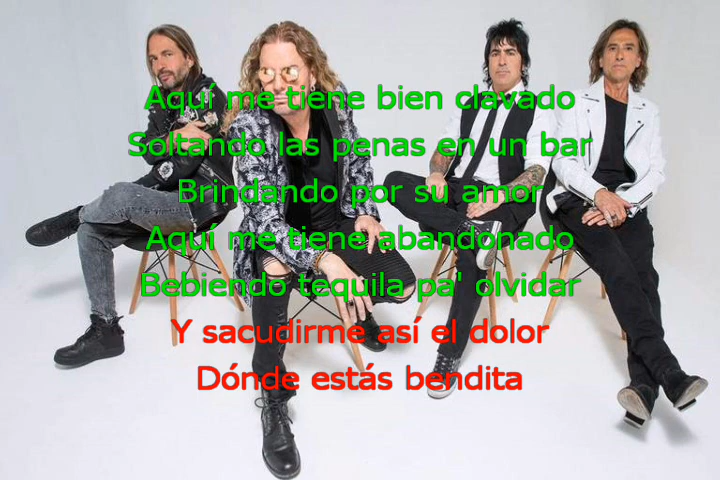 Aquí me tiene bien clavado
Soltando las penas en un bar
Brindando por su amor
Aquí me tiene abandonado
Bebiendo tequila pa' olvidar
Y sacudirme así el dolor
Dónde estás bendita